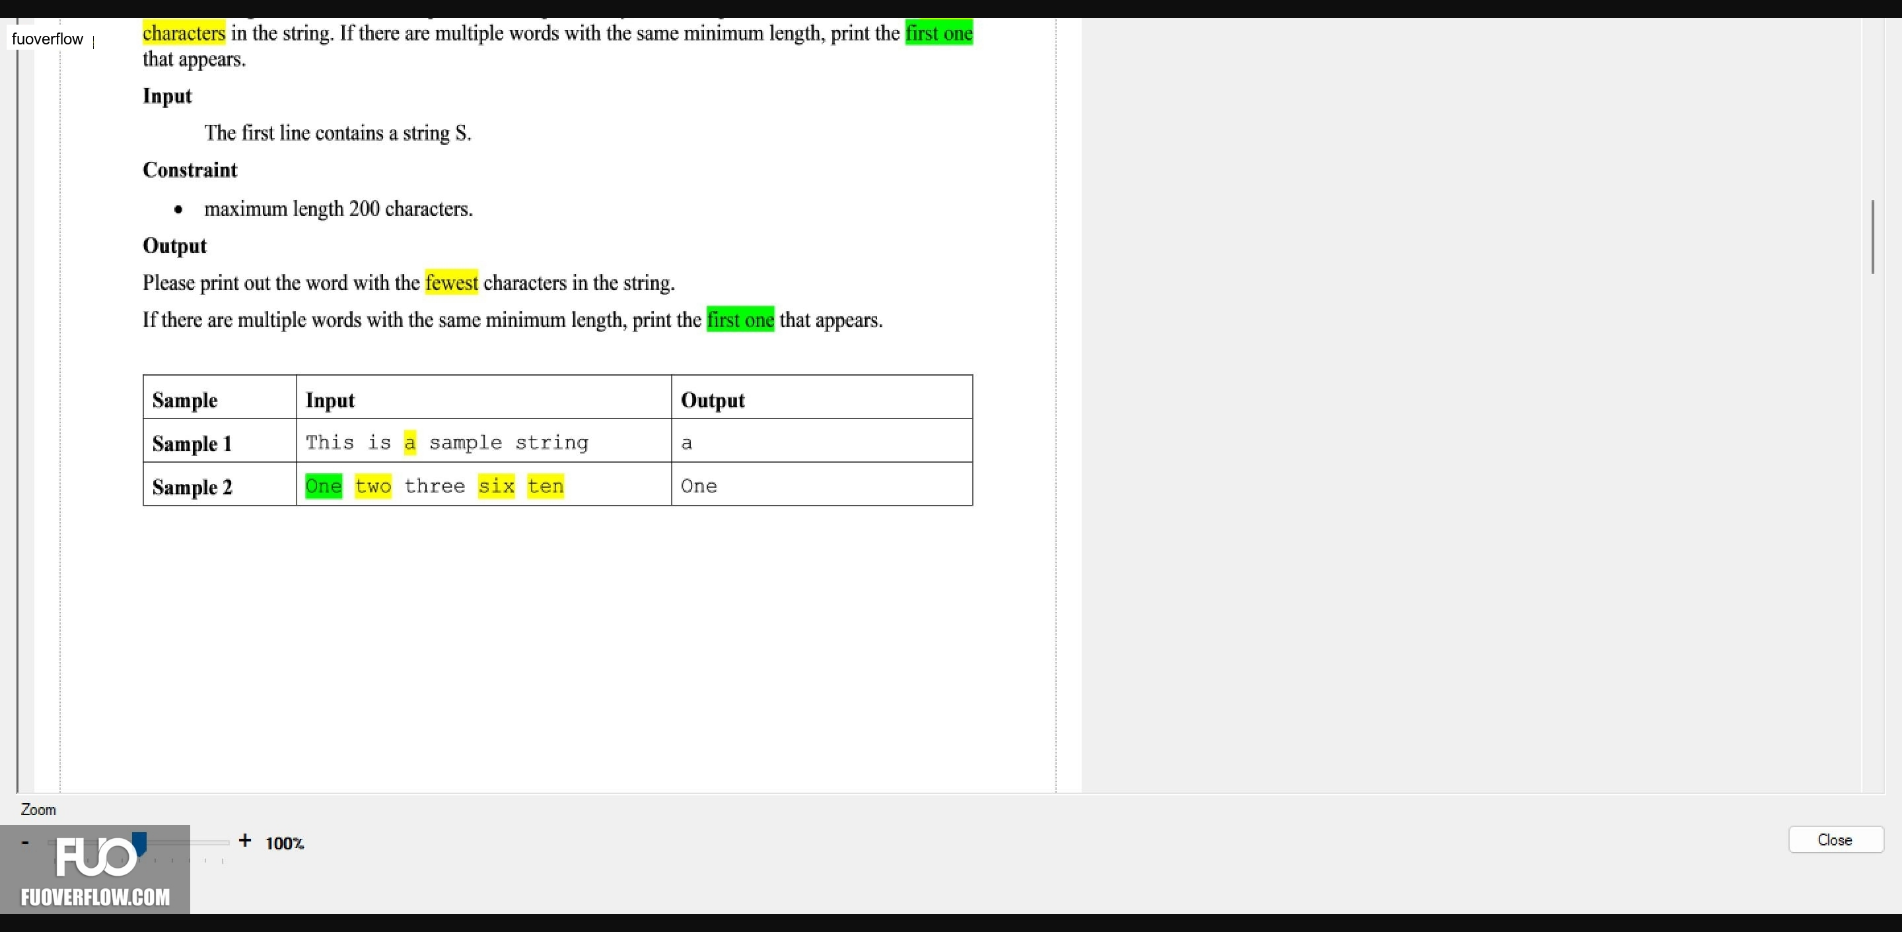 fuoverflow
characters in the string. If there are multiple words with the same minimum length, print the first one
that appears.
Input
The first line contains a string S.
Constraint
• maximum length 200 characters.
Output
Please print out the word with the fewest characters in the string.
If there are multiple words with the same minimum length, print the first one that appears.
Sample Input Output
Sample 1 This is a sample string a
Sample 2 One two three six ten One
Zoom
- + 100%
Close
FUO
FUOVERFLOW.COM